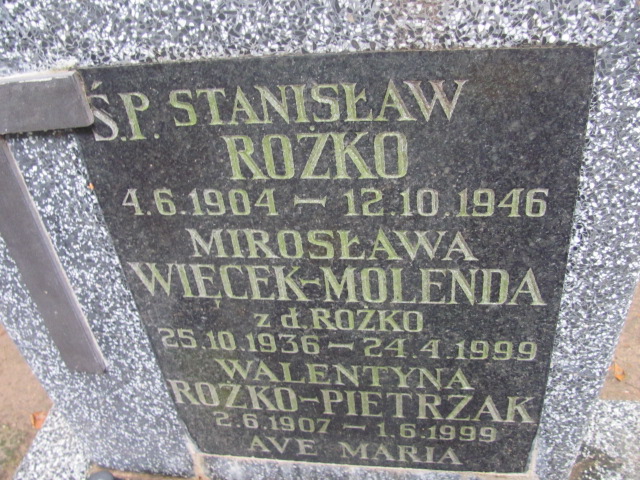 Ś.P. STANISŁAW
ROŻKO
4.6.1904 – 12.10.1946
MIROSŁAWA
WIĘCEK-MOLENDA
z d. ROŻKO
25.10.1936 – 24.4.1999
WALENTYNA
ROŻKO-PIETRZAK
2.6.1907 – 1.6.1999
AVE MARIA